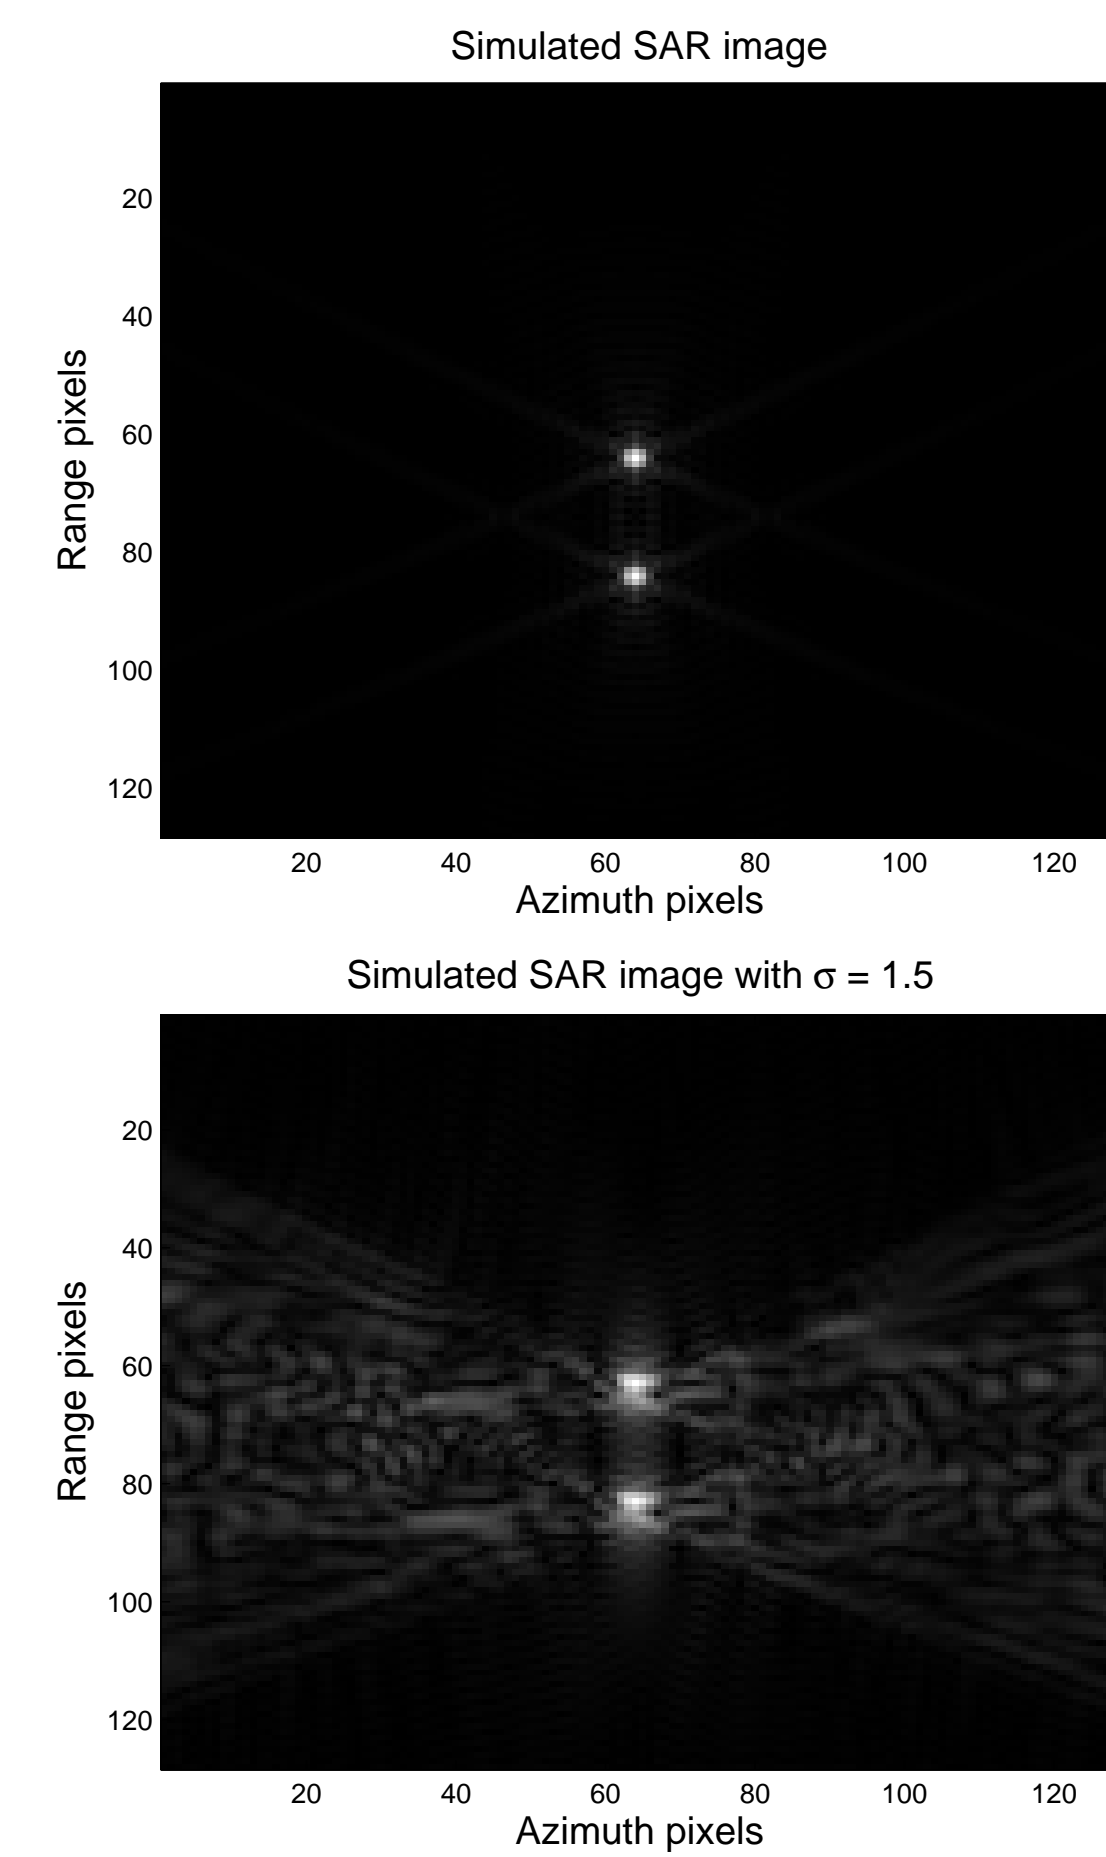 Simulated SAR image
20
40
60
80
100
120
Range pixels
20 40 60 80 100 120
Azimuth pixels
Simulated SAR image with σ = 1.5
20
40
60
80
100
120
Range pixels
20 40 60 80 100 120
Azimuth pixels